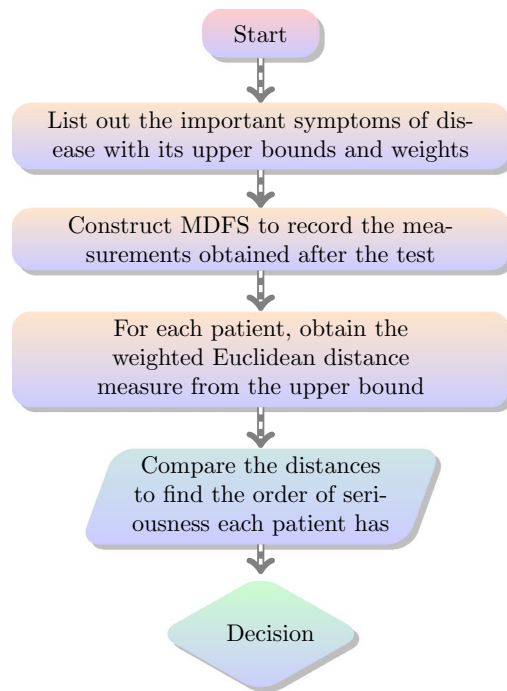 Start
List out the important symptoms of dis-
ease with its upper bounds and weights
Construct MDFS to record the mea-
surements obtained after the test
For each patient, obtain the
weighted Euclidean distance
measure from the upper bound
Compare the distances
to find the order of seri-
ousness each patient has
Decision